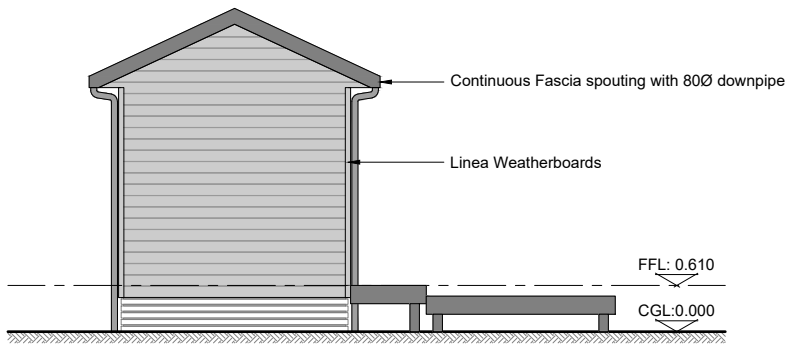 Continuous Fascia spouting with 80Ø downpipe
Linea Weatherboards
FFL: 0.610
CGL:0.000